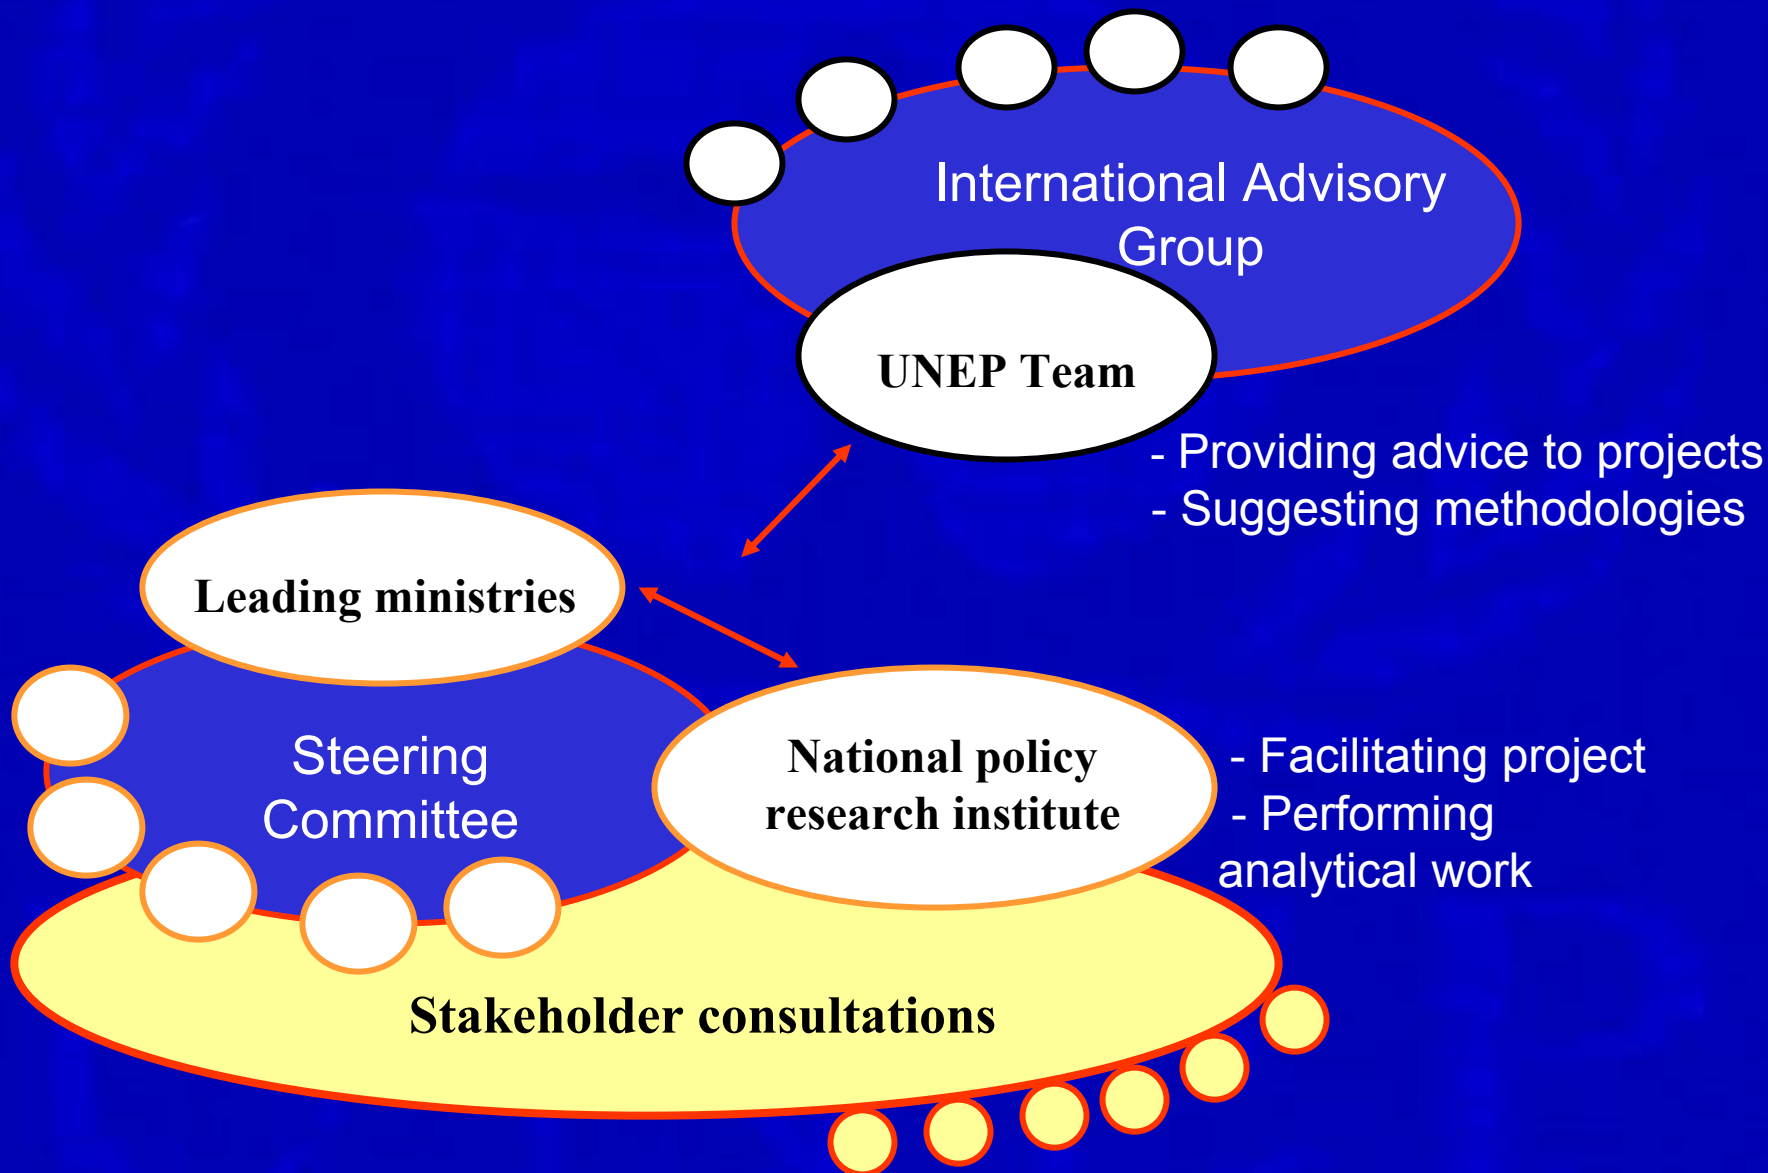 International Advisory
Group
UNEP Team
- Providing advice to projects
- Suggesting methodologies
Leading ministries
Steering
Committee
National policy
research institute
- Facilitating project
- Performing
analytical work
Stakeholder consultations